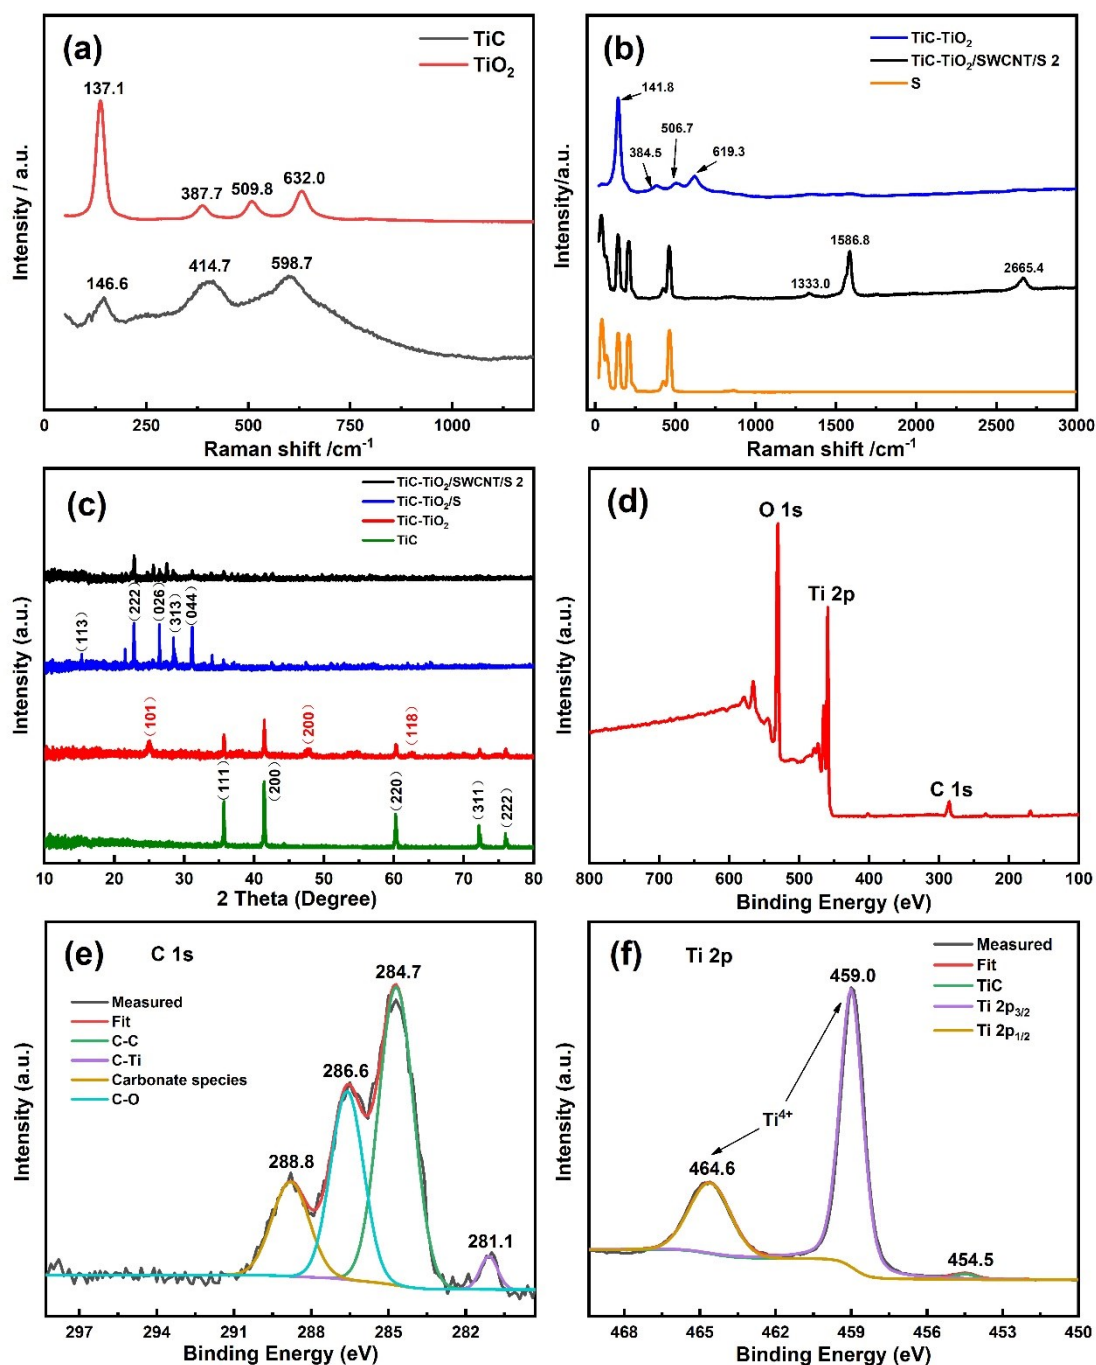 (a)
TiC
TiO2
137.1
387.7
509.8
632.0
146.6
414.7
598.7
Intensity / a.u.
0 250 500 750 1000
Raman shift /cm-1
(b)
TiC-TiO2
TiC-TiO2/SWCNT/S 2
S
141.8
384.5
506.7
619.3
1586.8
1333.0
2665.4
Intensity/a.u.
0 500 1000 1500 2000 2500 3000
Raman shift /cm-1
(c)
TiC-TiO2/SWCNT/S 2
TiC-TiO2/S
TiC-TiO2
TiC
(113)
(222)
(026)
(313)
(044)
(101)
(200)
(118)
(111)
(200)
(220)
(311)
(222)
Intensity (a.u.)
10 20 30 40 50 60 70 80
2 Theta (Degree)
(d)
O 1s
Ti 2p
C 1s
Intensity (a.u.)
800 700 600 500 400 300 200 100
Binding Energy (eV)
(e) C 1s
Measured
Fit
C-C
C-Ti
Carbonate species
C-O
284.7
286.6
288.8
281.1
Intensity (a.u.)
297 294 291 288 285 282
Binding Energy (eV)
(f) Ti 2p
Measured
Fit
TiC
Ti 2p3/2
Ti 2p1/2
459.0
Ti4+
464.6
454.5
Intensity (a.u.)
468 465 462 459 456 453 450
Binding Energy (eV)